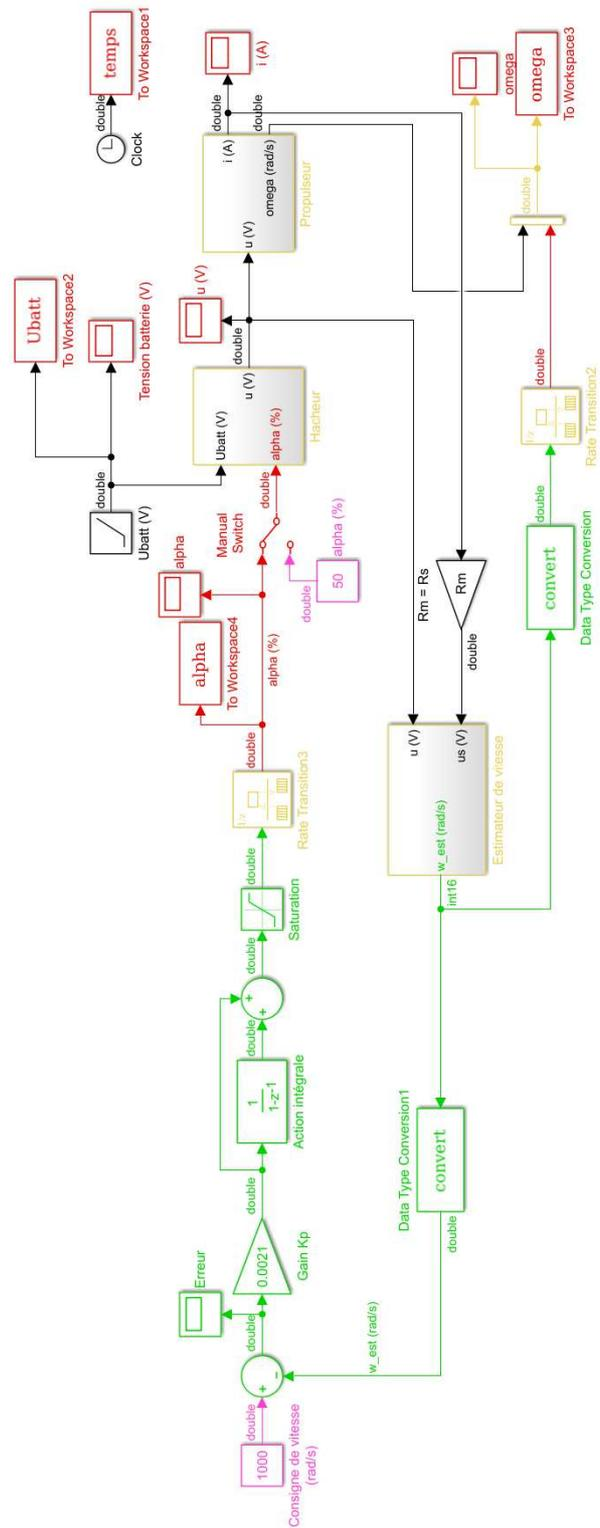 1000
double
Consigne de vitesse
(rad/s)
+
−
double
Erreur
0.0021
Gain Kp
double
1
1-z-1
Action intégrale
double
+
+
double
Saturation
double
Rate Transition3
double
alpha
To Workspace4
alpha
alpha (%)
Manual
Switch
50
double
alpha (%)
Ubatt (V)
double
Ubatt
To Workspace2
Tension batterie (V)
double
Ubatt (V)
alpha (%)
u (V)
Hacheur
double
u (V)
u (V)
i (A)
omega (rad/s)
Propulseur
double
double
i (A)
Clock
double
temps
To Workspace1
Rm = Rs
Rm
double
u (V)
us (V)
w_est (rad/s)
Estimateur de vitesse
int16
Data Type Conversion1
convert
double
w_est (rad/s)
convert
Data Type Conversion
double
Rate Transition2
double
double
omega
omega
To Workspace3